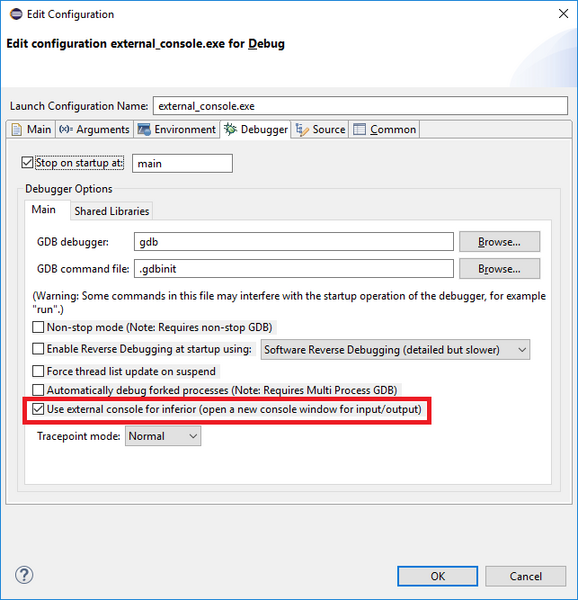 Edit Configuration
Edit configuration external_console.exe for Debug
Launch Configuration Name: external_console.exe
Main (x)= Arguments Environment Debugger Source Common
Stop on startup at: main
Debugger Options
Main Shared Libraries
GDB debugger: gdb Browse...
GDB command file: .gdbinit Browse...
(Warning: Some commands in this file may interfere with the startup operation of the debugger, for example
"run".)
Non-stop mode (Note: Requires non-stop GDB)
Enable Reverse Debugging at startup using: Software Reverse Debugging (detailed but slower)
Force thread list update on suspend
Automatically debug forked processes (Note: Requires Multi Process GDB)
Use external console for inferior (open a new console window for input/output)
Tracepoint mode: Normal
? OK Cancel